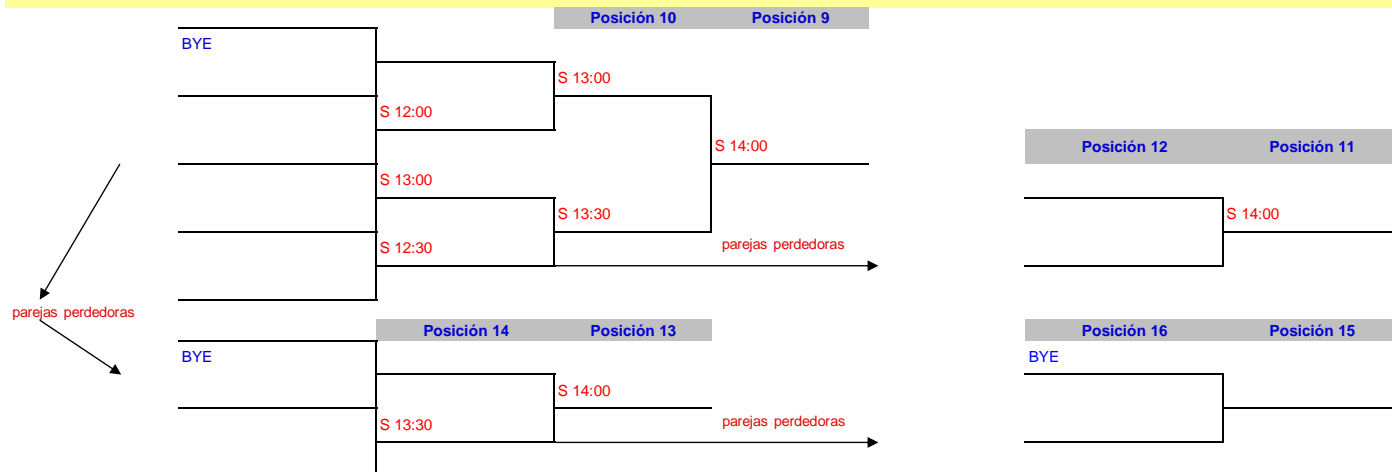 Posición 10 Posición 9
BYE
S 13:00
S 12:00
S 14:00
Posición 12 Posición 11
S 13:00
S 13:30
S 14:00
S 12:30
parejas perdedoras
parejas perdedoras
Posición 14 Posición 13
Posición 16 Posición 15
BYE
BYE
S 14:00
S 13:30
parejas perdedoras